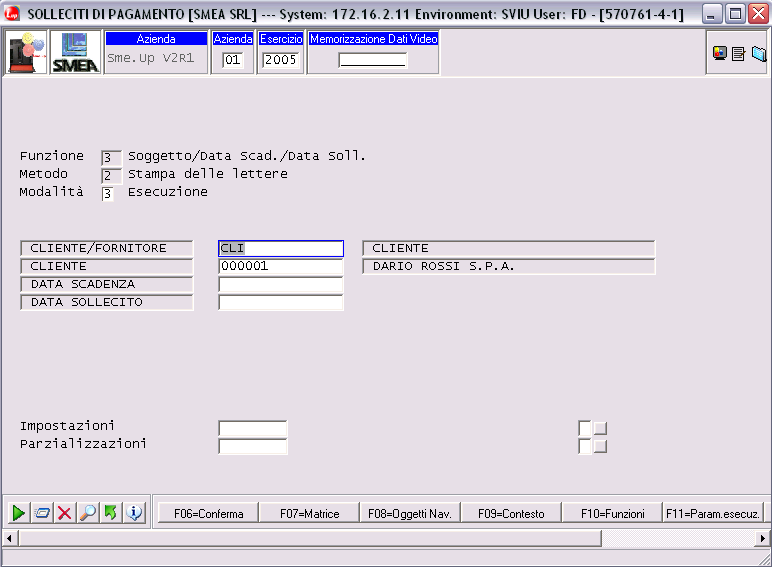 SOLLECITI DI PAGAMENTO [SMEA SRL] --- System: 172.16.2.11 Environment: SVIU User: FD - [570761-4-1]
SMEA Azienda Azienda Esercizio Memorizzazione Dati Video
Sme.Up V2R1 01 2005
Funzione 3 Soggetto/Data Scad./Data Soll.
Metodo 2 Stampa delle lettere
Modalità 3 Esecuzione
CLIENTE/FORNITORE CLI CLIENTE
CLIENTE 000001 DARIO ROSSI S.P.A.
DATA SCADENZA
DATA SOLLECITO
Impostazioni
Parzializzazioni
F06=Conferma F07=Matrice F08=Oggetti Nav. F09=Contesto F10=Funzioni F11=Param.esecuz.